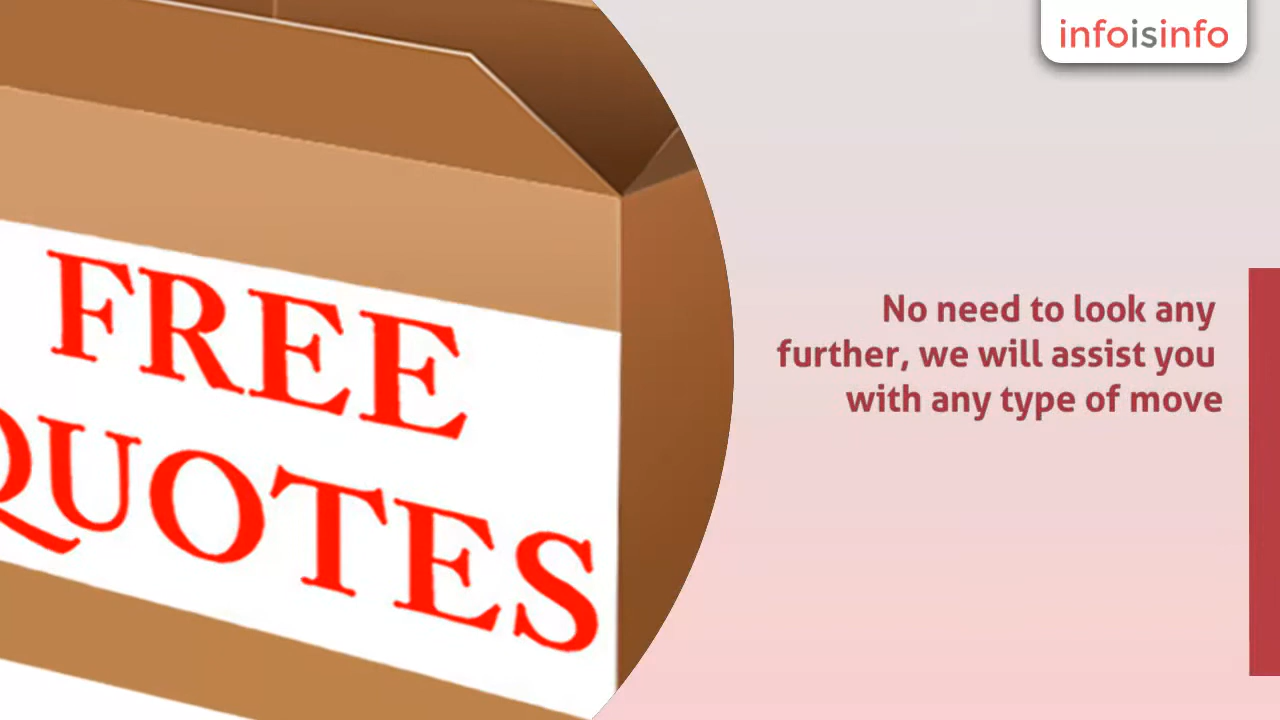 infoisinfo
FREE
QUOTES
No need to look any
further, we will assist you
with any type of move